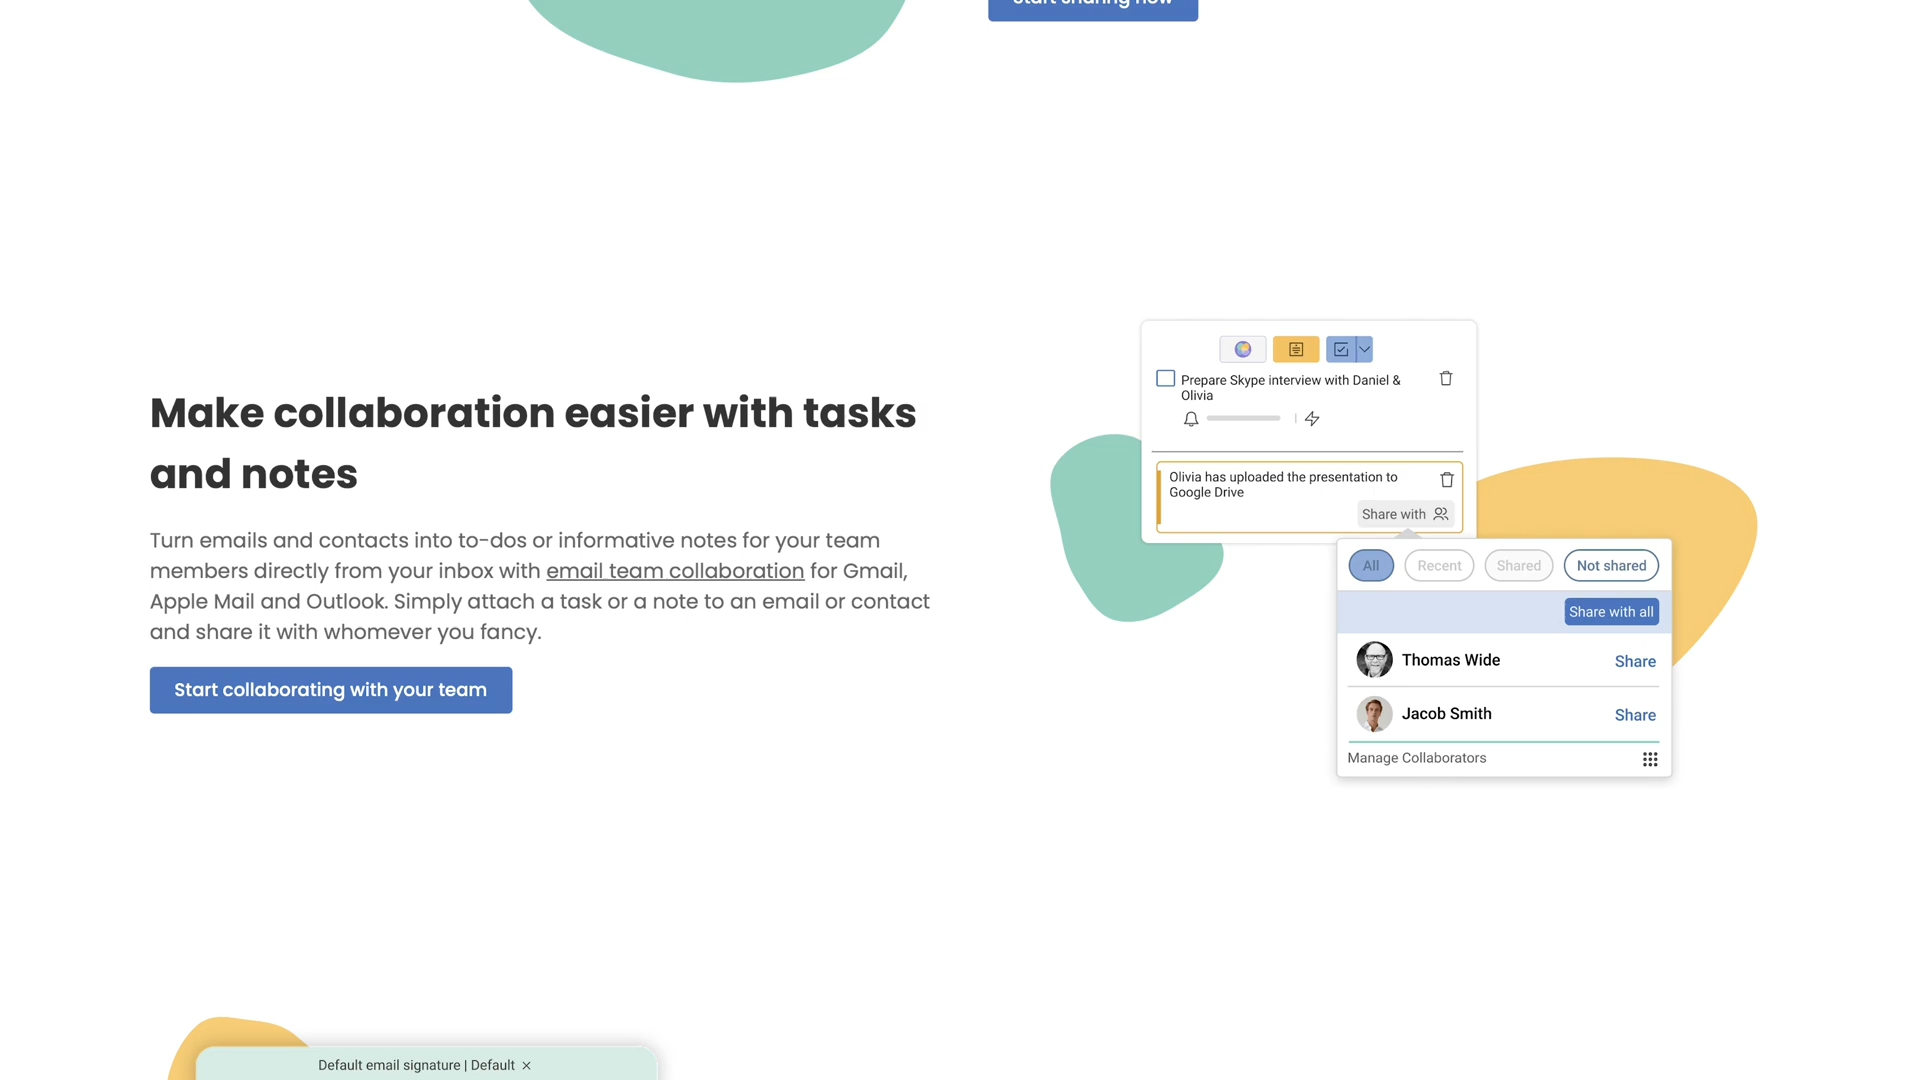 Start sharing now
Make collaboration easier with tasks
and notes
Turn emails and contacts into to-dos or informative notes for your team
members directly from your inbox with email team collaboration for Gmail,
Apple Mail and Outlook. Simply attach a task or a note to an email or contact
and share it with whomever you fancy.
Start collaborating with your team
Prepare Skype interview with Daniel &
Olivia
Olivia has uploaded the presentation to
Google Drive
Share with
All
Recent
Shared
Not shared
Share with all
Thomas Wide
Share
Jacob Smith
Share
Manage Collaborators
Default email signature | Default ×